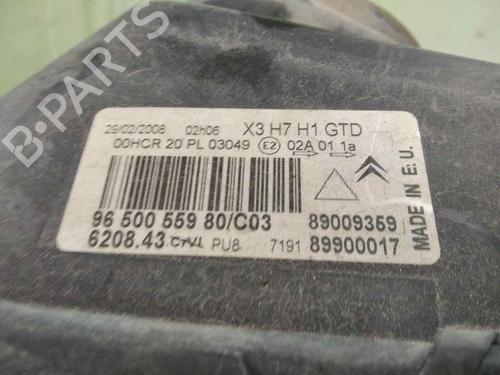 29/02/2008 02h06 X3 H7 H1 GTD
00HCR 20 PL 03049 E2 02A 01 1a
96 500 559 80/C03 89009359
6208.43 PU8 7191 89900017
MADE IN E.U.
B-PARTS